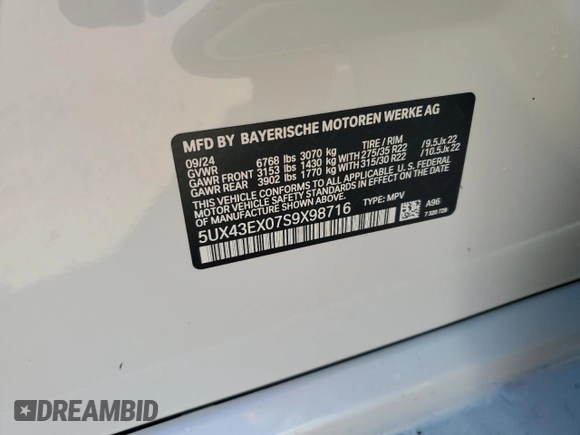 MFD BY BAYERISCHE MOTOREN WERKE AG
09/24 TIRE / RIM
GVWR 6768 lbs 3070 kg
GAWR FRONT 3153 lbs 1430 kg WITH 275/35 R22 /9.5Jx22
GAWR REAR 3902 lbs 1770 kg WITH 315/30 R22 /10.5Jx22
THIS VEHICLE CONFORMS TO ALL APPLICABLE U.S. FEDERAL
MOTOR VEHICLE SAFETY STANDARDS IN EFFECT ON THE DATE
OF MANUFACTURE SHOWN ABOVE.
5UX43EX07S9X98716 TYPE: MPV
A96
7 320 726
DREAMBID